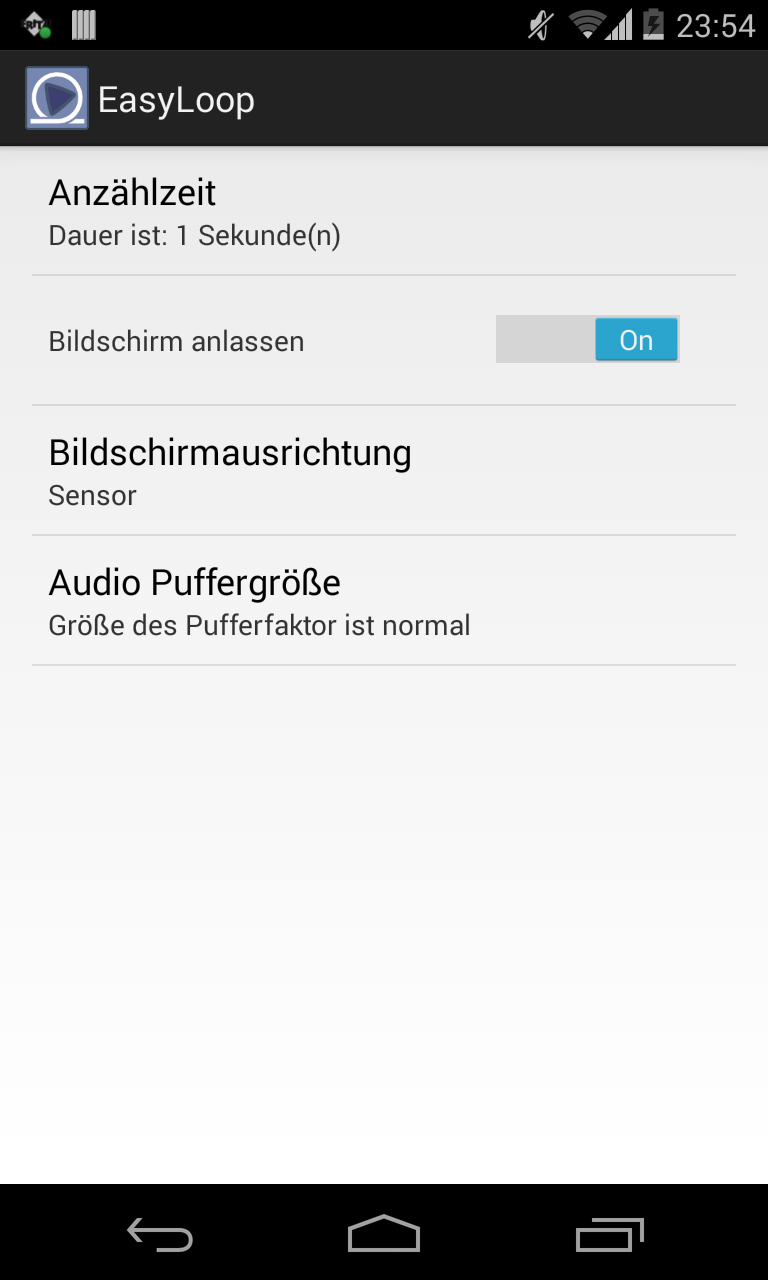 23:54
EasyLoop
Anzählzeit
Dauer ist: 1 Sekunde(n)
Bildschirm anlassen
On
Bildschirmausrichtung
Sensor
Audio Puffergröße
Größe des Pufferfaktor ist normal